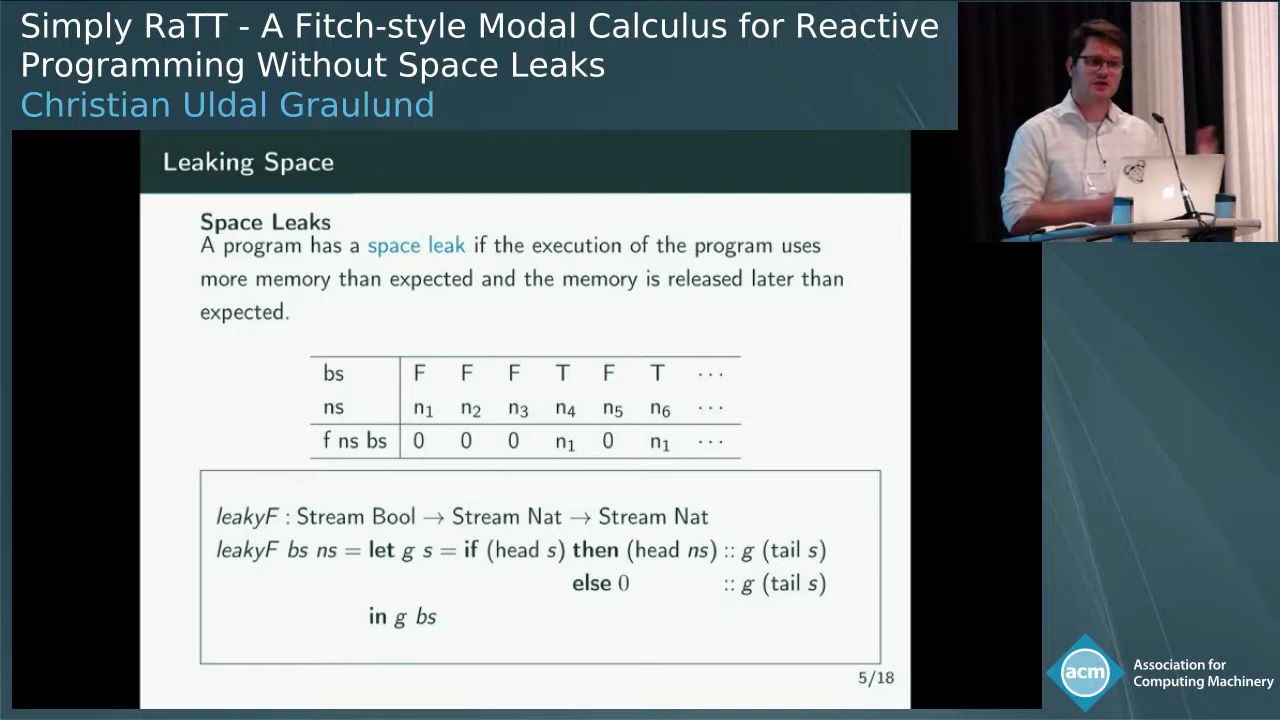 Simply RaTT - A Fitch-style Modal Calculus for Reactive
Programming Without Space Leaks
Christian Uldal Graulund
Leaking Space
Space Leaks
A program has a space leak if the execution of the program uses
more memory than expected and the memory is released later than
expected.
bs F F F T F T ···
ns n₁ n₂ n₃ n₄ n₅ n₆ ···
f ns bs 0 0 0 n₁ 0 n₁ ···
leakyF : Stream Bool → Stream Nat → Stream Nat
leakyF bs ns = let g s = if (head s) then (head ns) :: g (tail s)
else 0 :: g (tail s)
in g bs
5/18
acm Association for
Computing Machinery